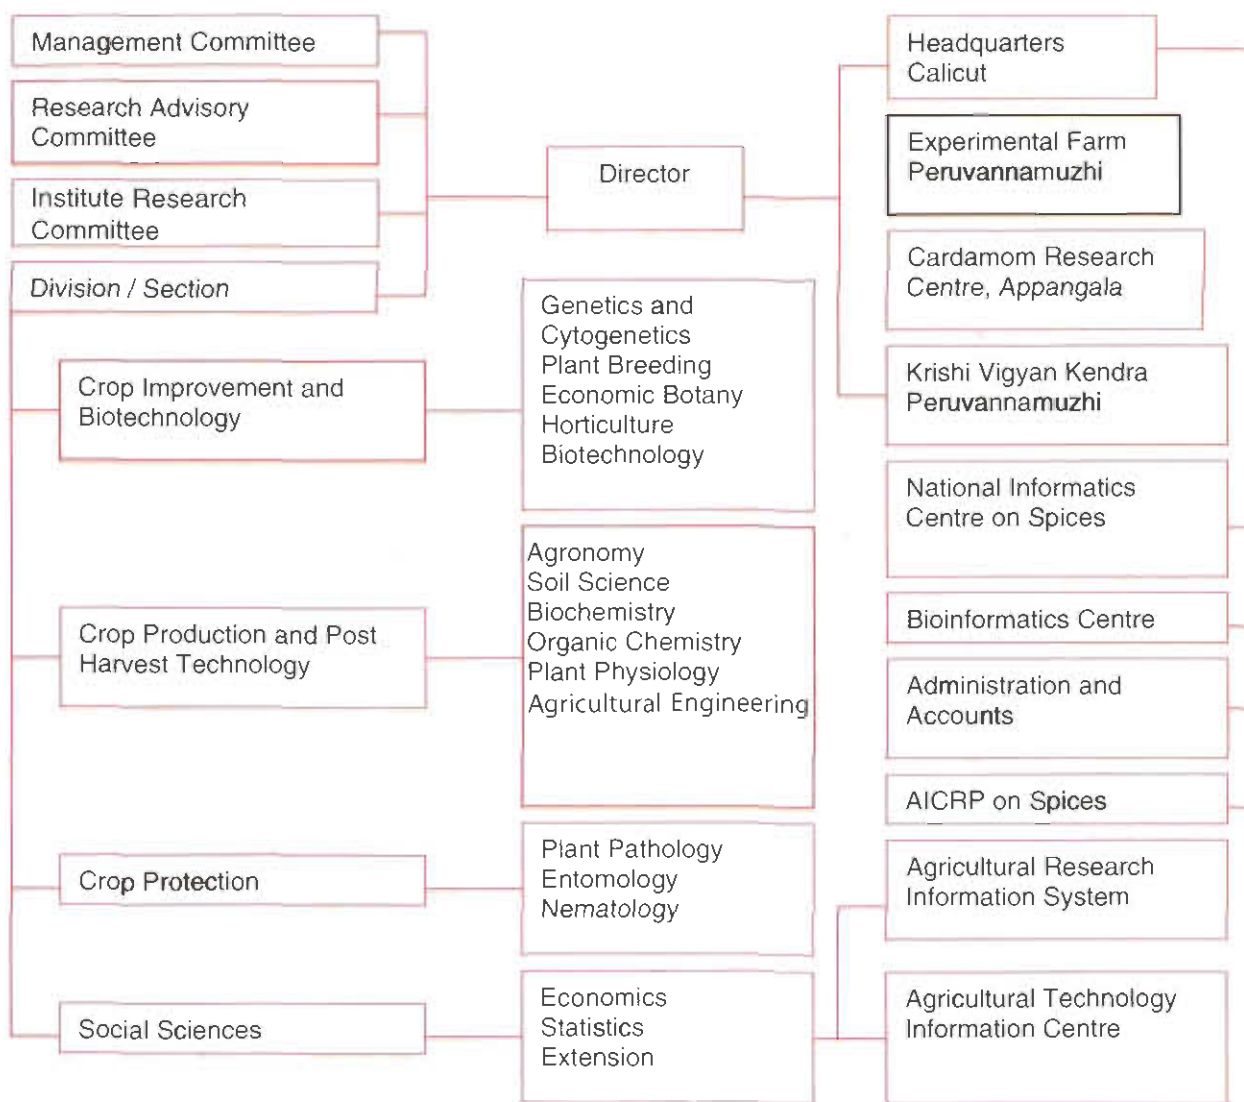 Management Committee
Research Advisory
Committee
Institute Research
Committee
Division / Section
Director
Headquarters
Calicut
Experimental Farm
Peruvannamuzhi
Cardamom Research
Centre, Appangala
Krishi Vigyan Kendra
Peruvannamuzhi
National Informatics
Centre on Spices
Bioinformatics Centre
Administration and
Accounts
AICRP on Spices
Crop Improvement and
Biotechnology
Genetics and
Cytogenetics
Plant Breeding
Economic Botany
Horticulture
Biotechnology
Crop Production and Post
Harvest Technology
Agronomy
Soil Science
Biochemistry
Organic Chemistry
Plant Physiology
Agricultural Engineering
Crop Protection
Plant Pathology
Entomology
Nematology
Social Sciences
Economics
Statistics
Extension
Agricultural Research
Information System
Agricultural Technology
Information Centre